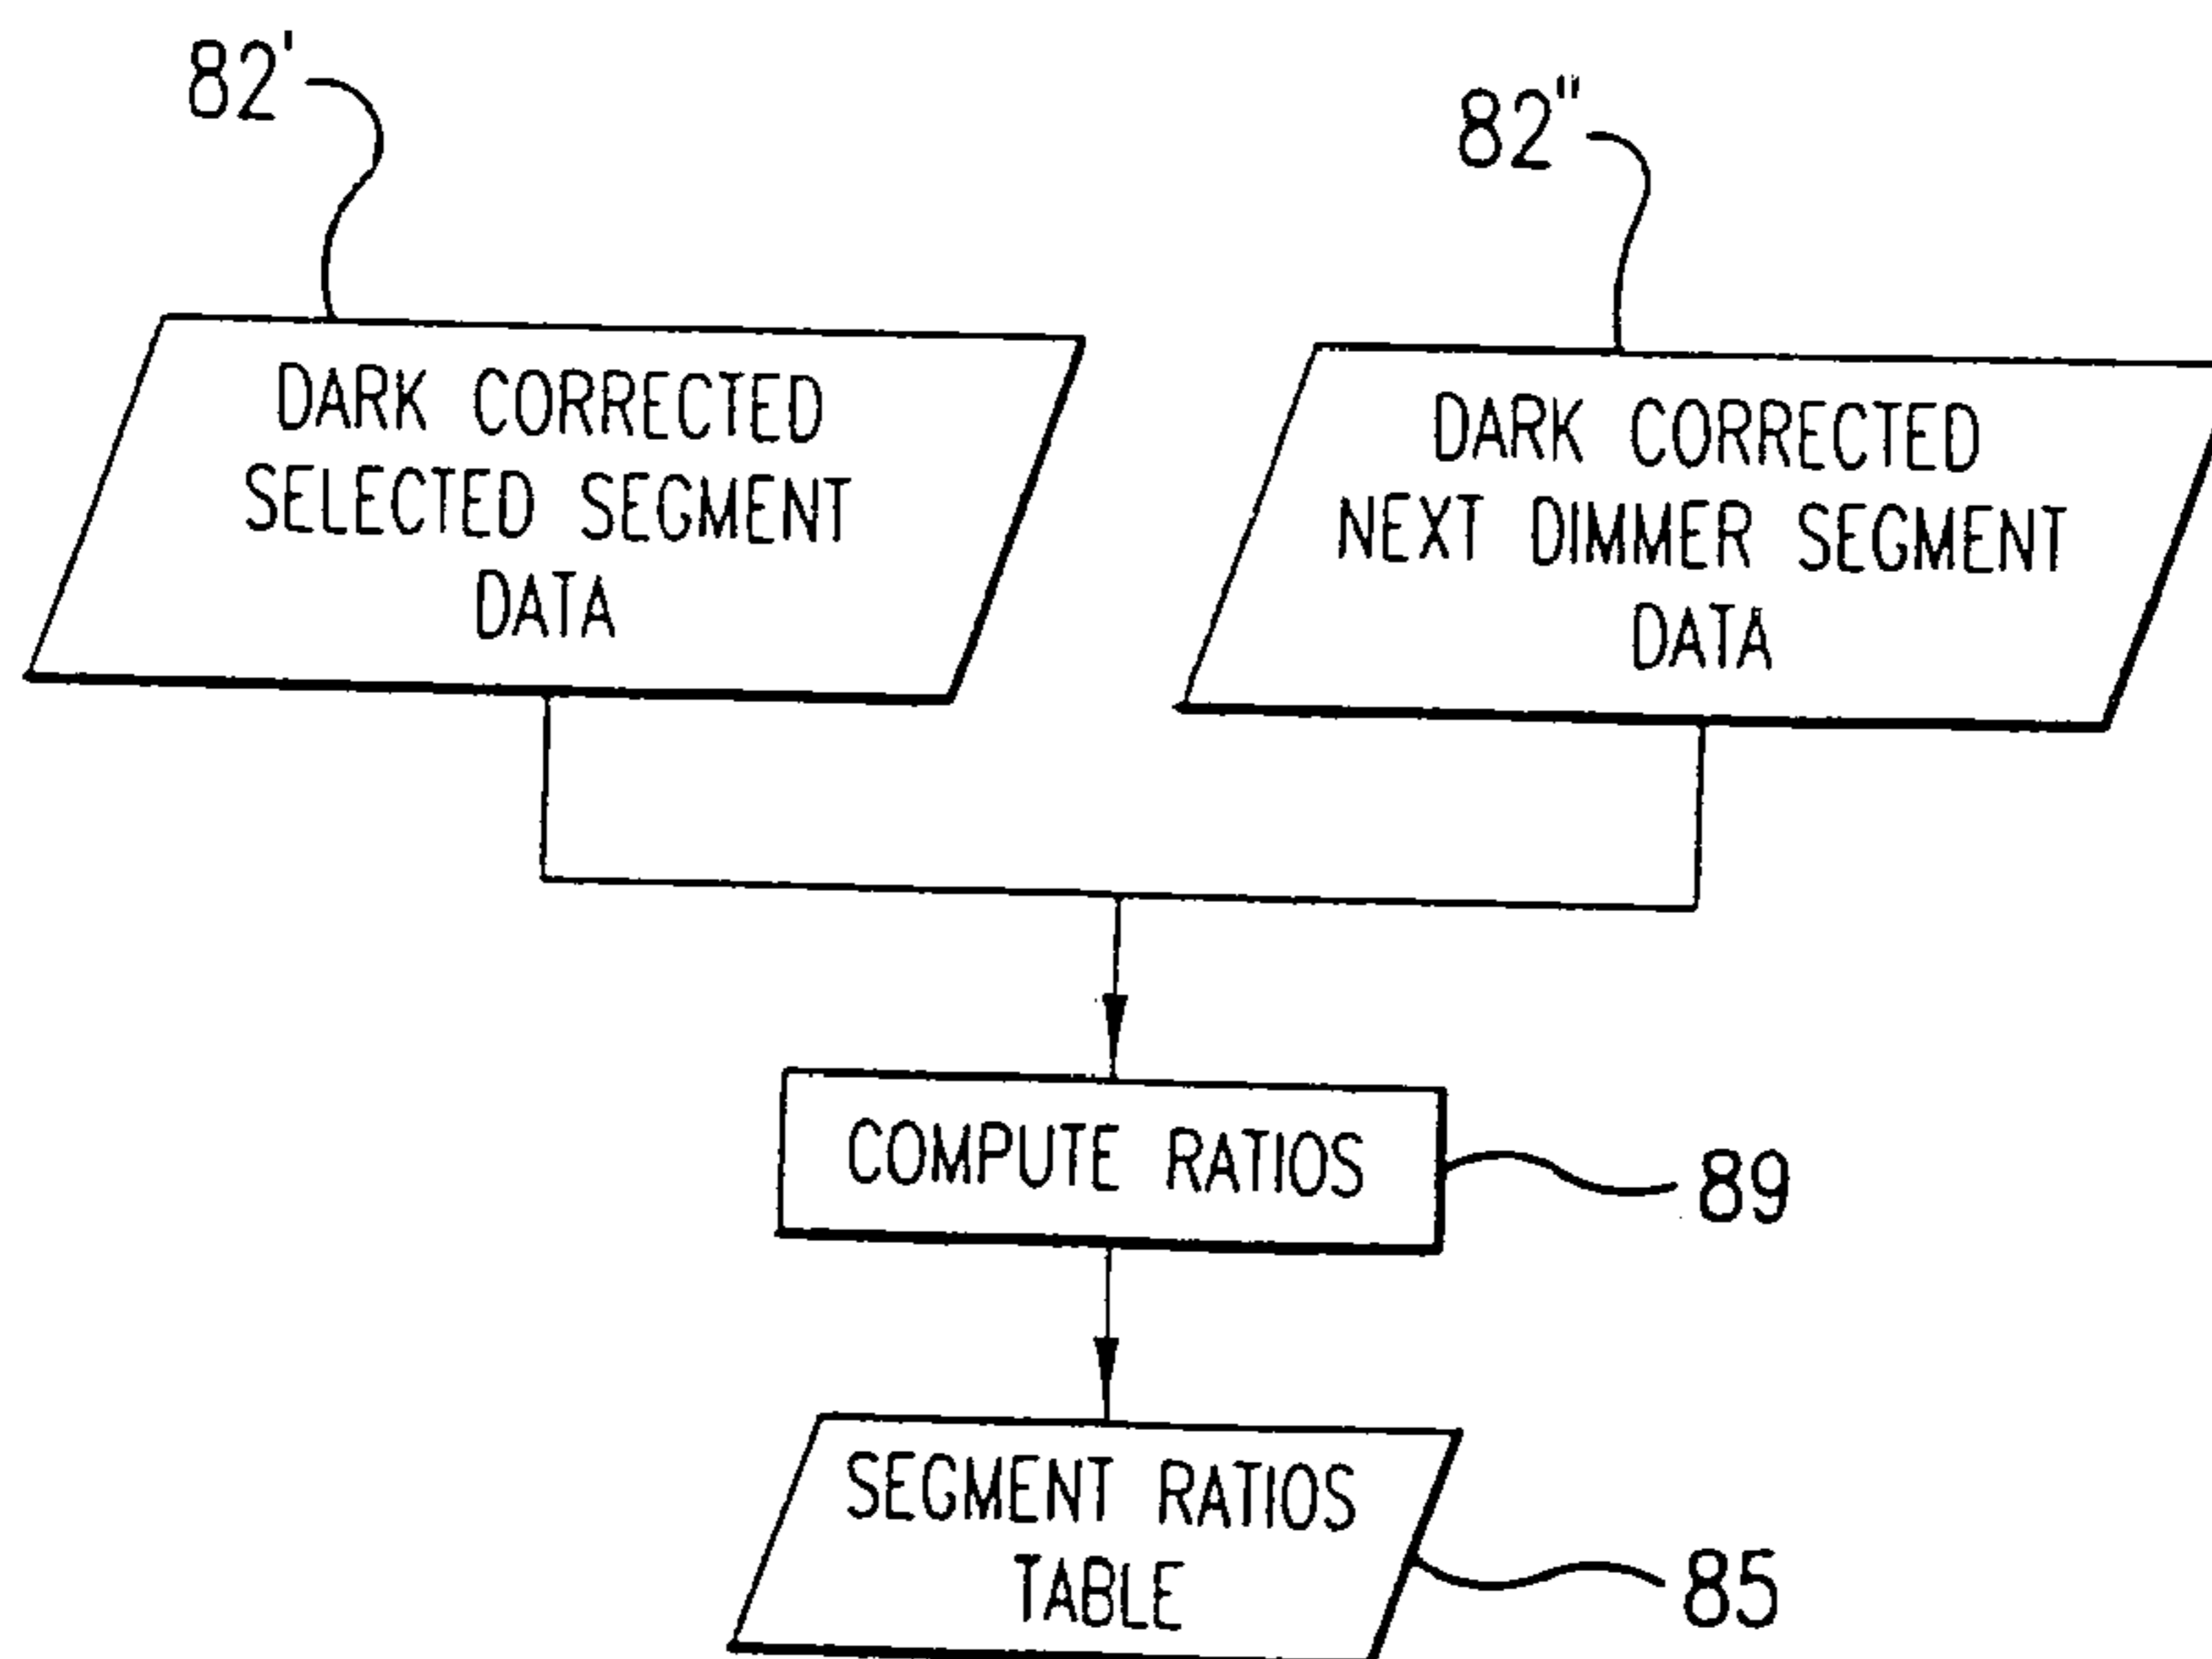 82'
82"
DARK CORRECTED
SELECTED SEGMENT
DATA
DARK CORRECTED
NEXT DIMMER SEGMENT
DATA
COMPUTE RATIOS
89
SEGMENT RATIOS
TABLE
85